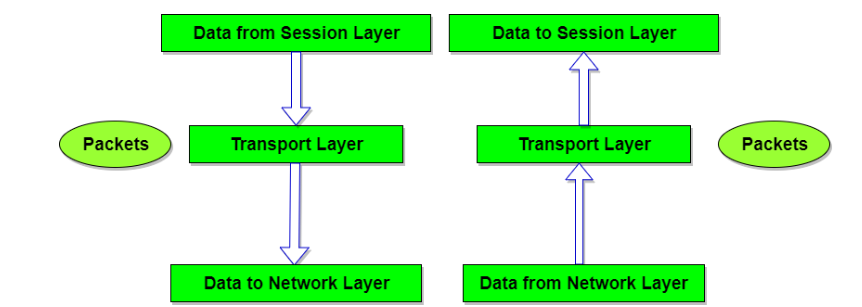 Data from Session Layer
Data to Session Layer
Packets
Transport Layer
Transport Layer
Packets
Data to Network Layer
Data from Network Layer